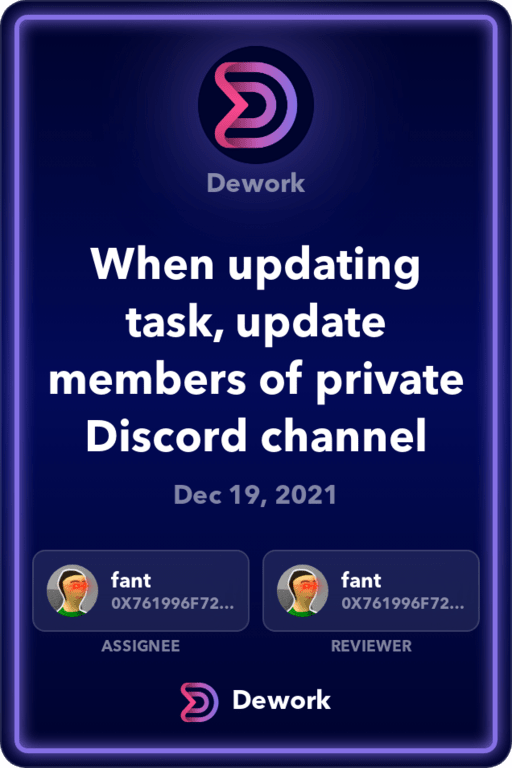 Dework
When updating
task, update
members of private
Discord channel
Dec 19, 2021
fant
0X761996F72...
ASSIGNEE
fant
0X761996F72...
REVIEWER
Dework